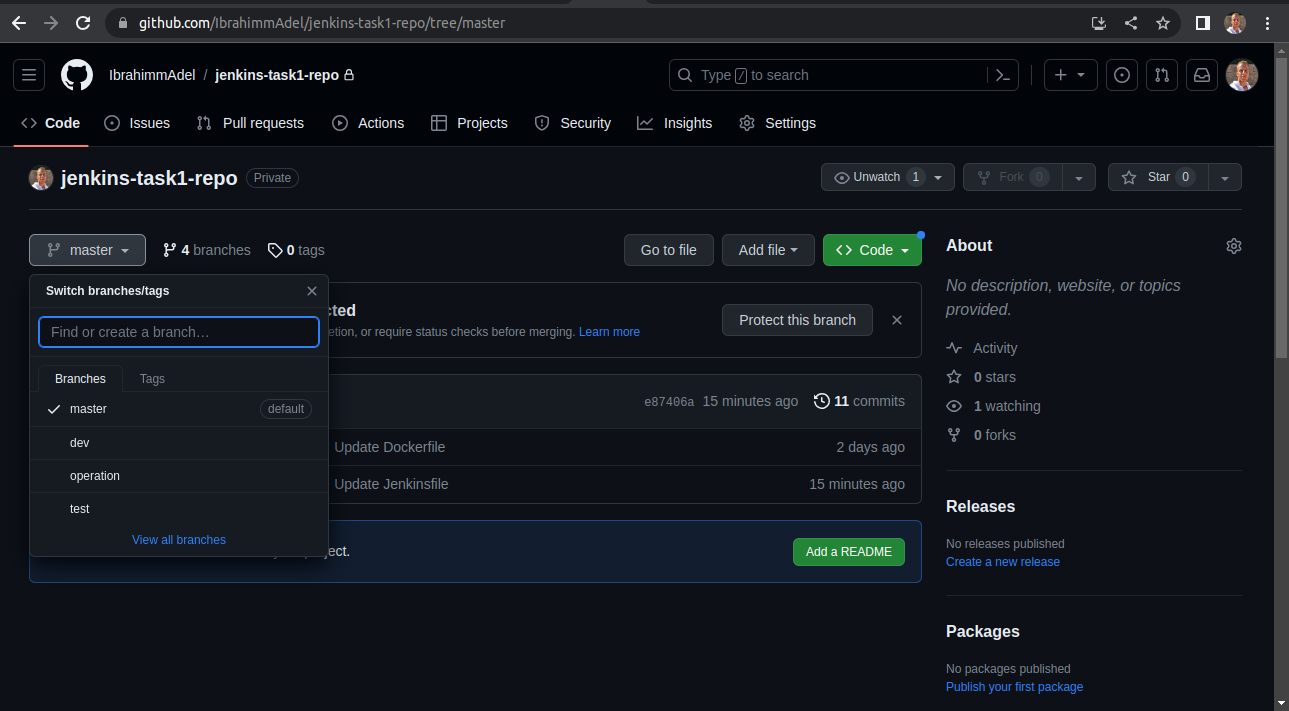 github.com/IbrahimmAdel/jenkins-task1-repo/tree/master
IbrahimmAdel / jenkins-task1-repo
Type / to search
Code Issues Pull requests Actions Projects Security Insights Settings
jenkins-task1-repo Private
Unwatch 1 Fork 0 Star 0
master 4 branches 0 tags Go to file Add file Code
Switch branches/tags
Find or create a branch…
Branches Tags
master default
dev
operation
test
View all branches
or require status checks before merging. Learn more
Protect this branch
e87406a 15 minutes ago 11 commits
Update Dockerfile 2 days ago
Update Jenkinsfile 15 minutes ago
Add a README
About
No description, website, or topics
provided.
Activity
0 stars
1 watching
0 forks
Releases
No releases published
Create a new release
Packages
No packages published
Publish your first package